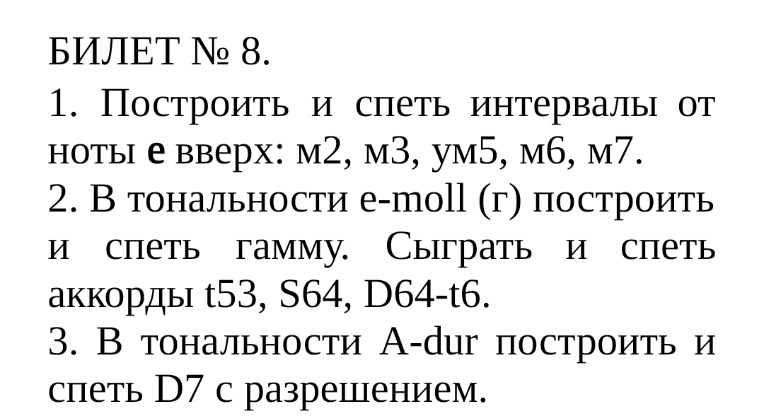 БИЛЕТ № 8.
1. Построить и спеть интервалы от
ноты е вверх: м2, м3, ум5, м6, м7.
2. В тональности e-moll (г) построить
и спеть гамму. Сыграть и спеть
аккорды t53, S64, D64-t6.
3. В тональности A-dur построить и
спеть D7 с разрешением.